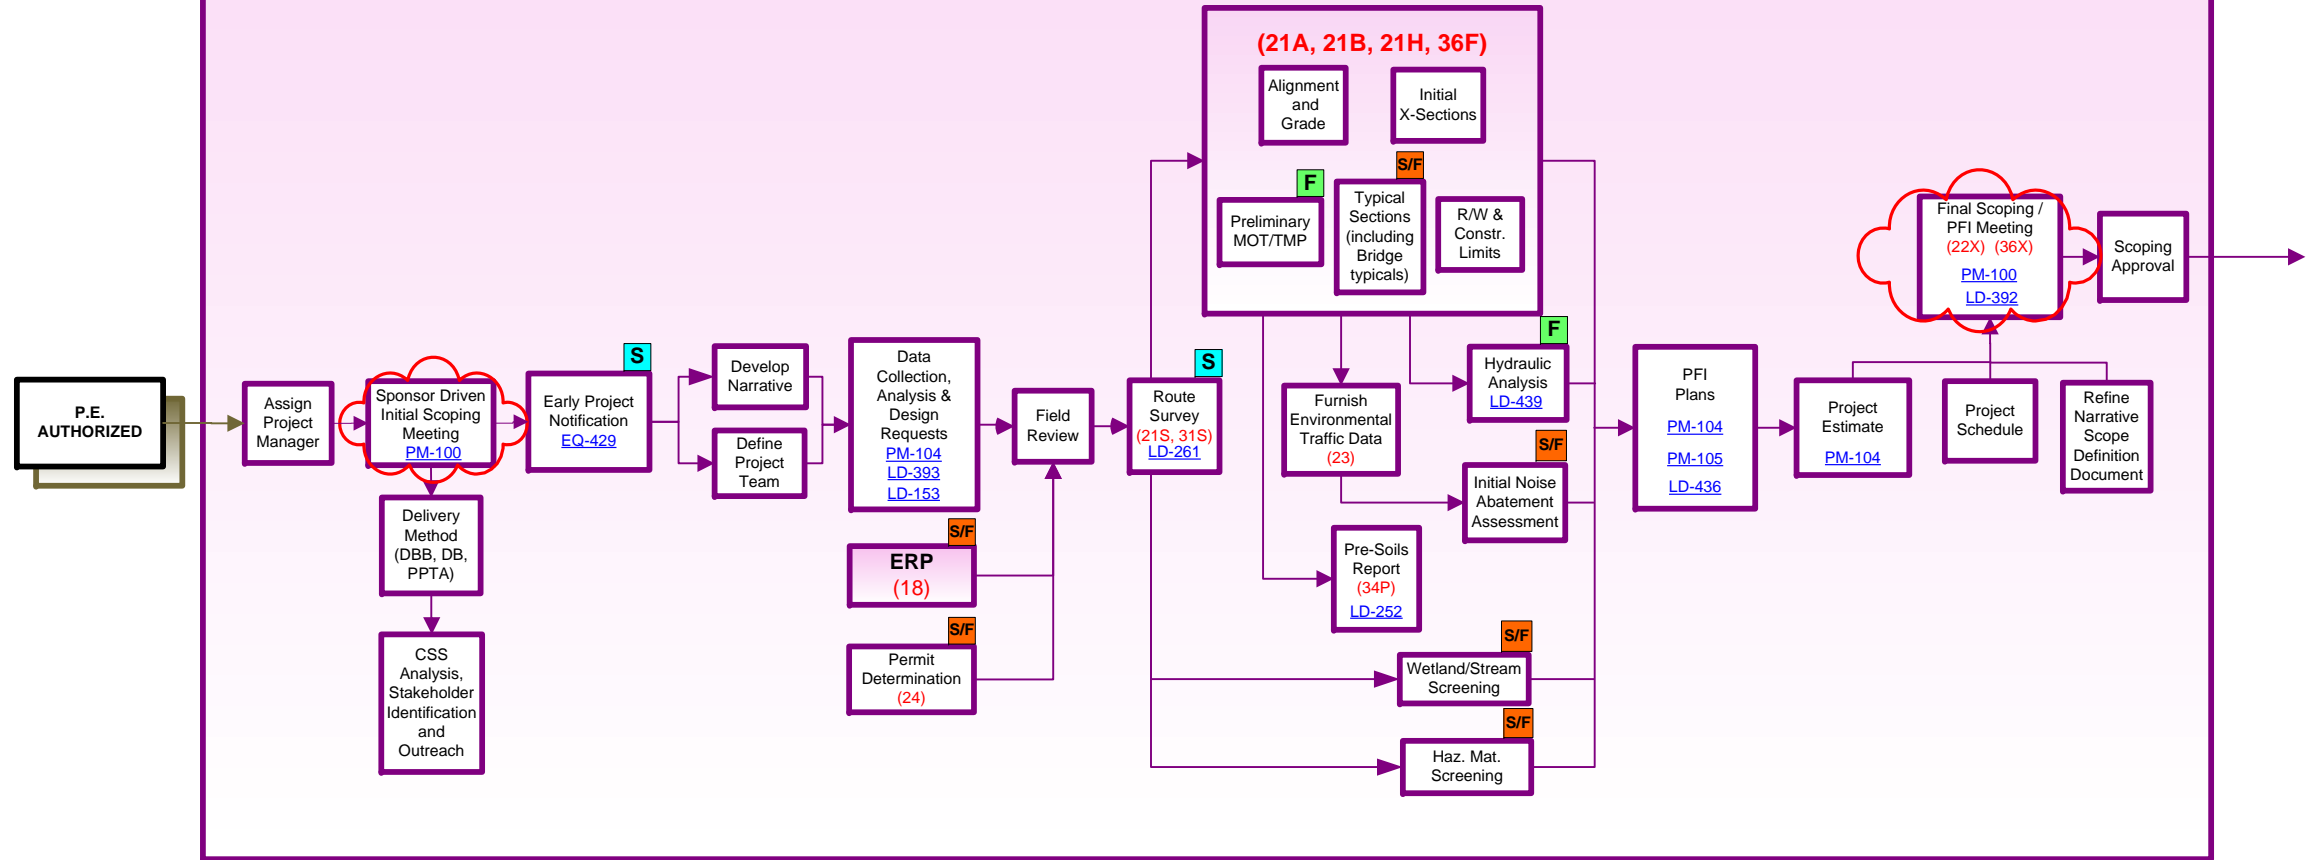 P.E.
AUTHORIZED
Assign
Project
Manager
Sponsor Driven
Initial Scoping
Meeting
PM-100
Delivery
Method
(DBB, DB,
PPTA)
CSS
Analysis,
Stakeholder
Identification
and
Outreach
S
Early Project
Notification
EQ-429
Develop
Narrative
Define
Project
Team
Data
Collection,
Analysis &
Design
Requests
PM-104
LD-393
LD-153
S/F
ERP
(18)
S/F
Permit
Determination
(24)
Field
Review
S
Route
Survey
(21S, 31S)
LD-261
(21A, 21B, 21H, 36F)
Alignment
and
Grade
Initial
X-Sections
F
Preliminary
MOT/TMP
S/F
Typical
Sections
(including
Bridge
typicals)
R/W &
Constr.
Limits
F
Hydraulic
Analysis
LD-439
Furnish
Environmental
Traffic Data
(23)
S/F
Initial Noise
Abatement
Assessment
Pre-Soils
Report
(34P)
LD-252
S/F
Wetland/Stream
Screening
S/F
Haz. Mat.
Screening
PFI
Plans
PM-104
PM-105
LD-436
Project
Estimate
PM-104
Project
Schedule
Refine
Narrative
Scope
Definition
Document
Final Scoping /
PFI Meeting
(22X) (36X)
PM-100
LD-392
Scoping
Approval